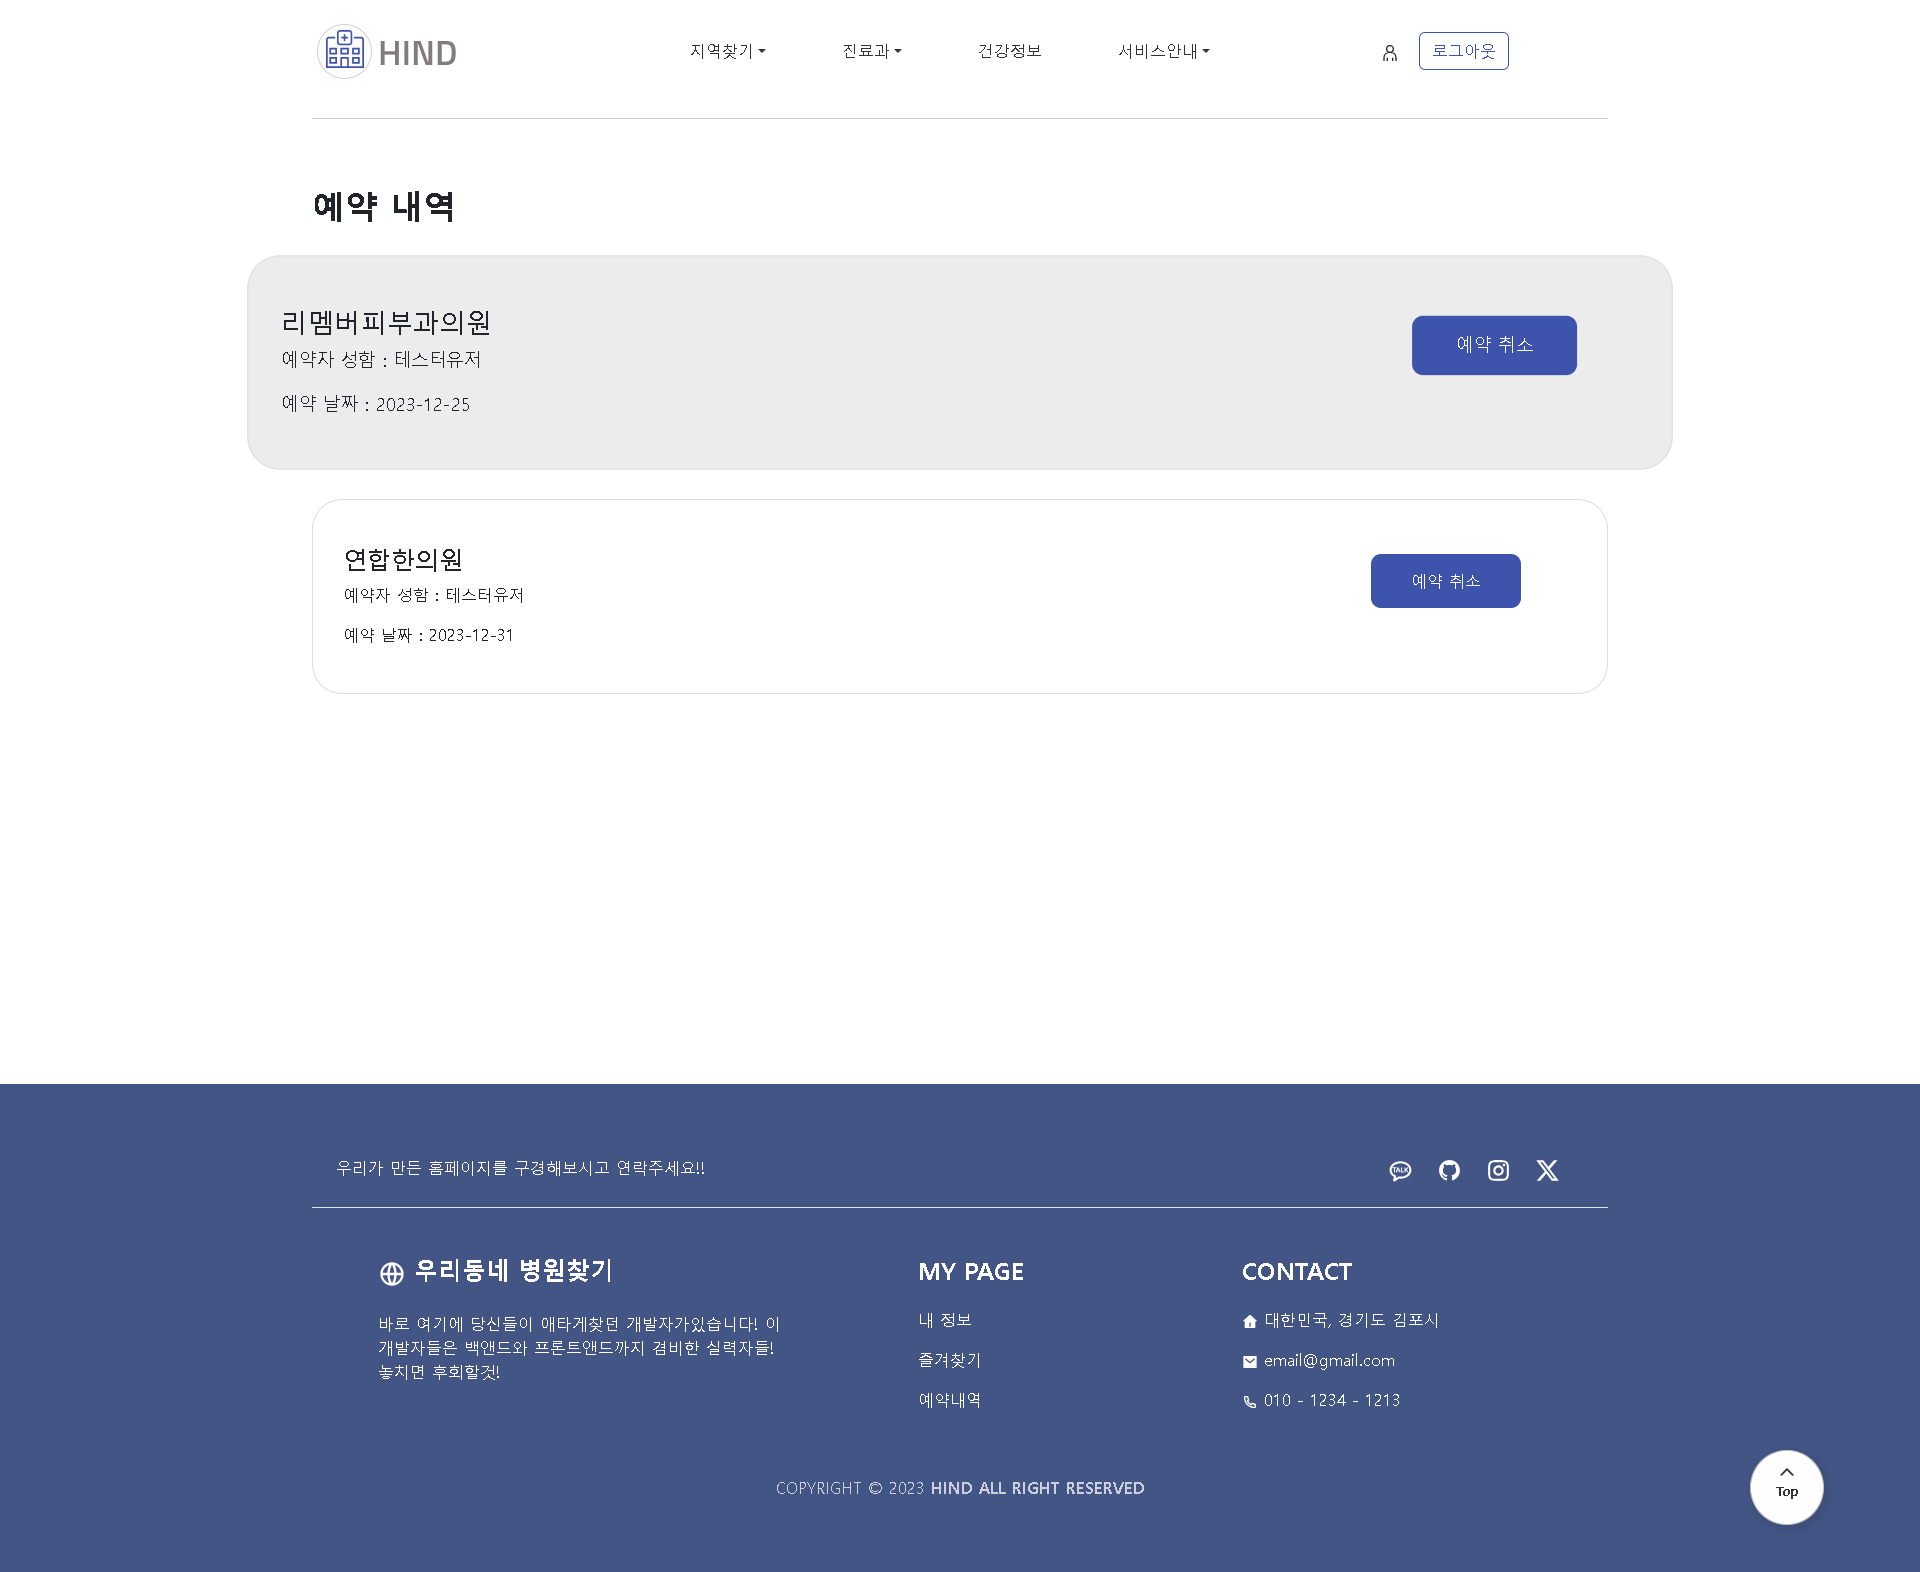 HIND
지역찾기
진료과
건강정보
서비스안내
로그아웃
예약 내역
리멤버피부과의원
예약자 성함 : 테스터유저
예약 날짜 : 2023-12-25
예약 취소
연합한의원
예약자 성함 : 테스터유저
예약 날짜 : 2023-12-31
예약 취소
우리가 만든 홈페이지를 구경해보시고 연락주세요!!
TALK
우리동네 병원찾기
바로 여기에 당신들이 애타게찾던 개발자가있습니다! 이
개발자들은 백앤드와 프론트앤드까지 겸비한 실력자들!
놓치면 후회할것!
MY PAGE
내 정보
즐겨찾기
예약내역
CONTACT
대한민국, 경기도 김포시
email@gmail.com
010 - 1234 - 1213
COPYRIGHT © 2023 HIND ALL RIGHT RESERVED
Top